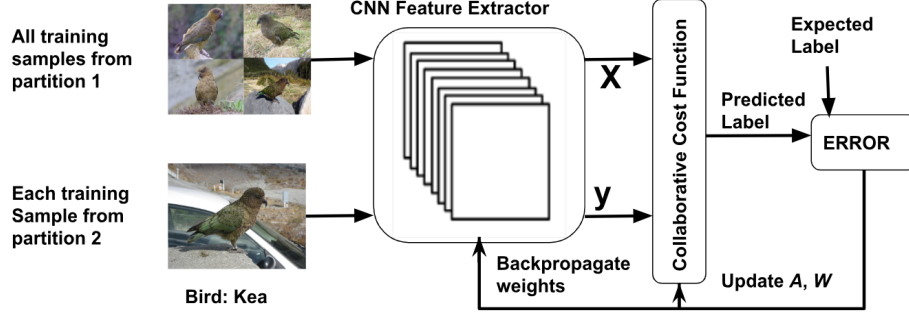 CNN Feature Extractor
All training
samples from
partition 1
X
Collaborative Cost Function
Expected
Label
Predicted
Label
ERROR
Each training
Sample from
partition 2
y
Backpropagate
weights
Update A, W
Bird: Kea